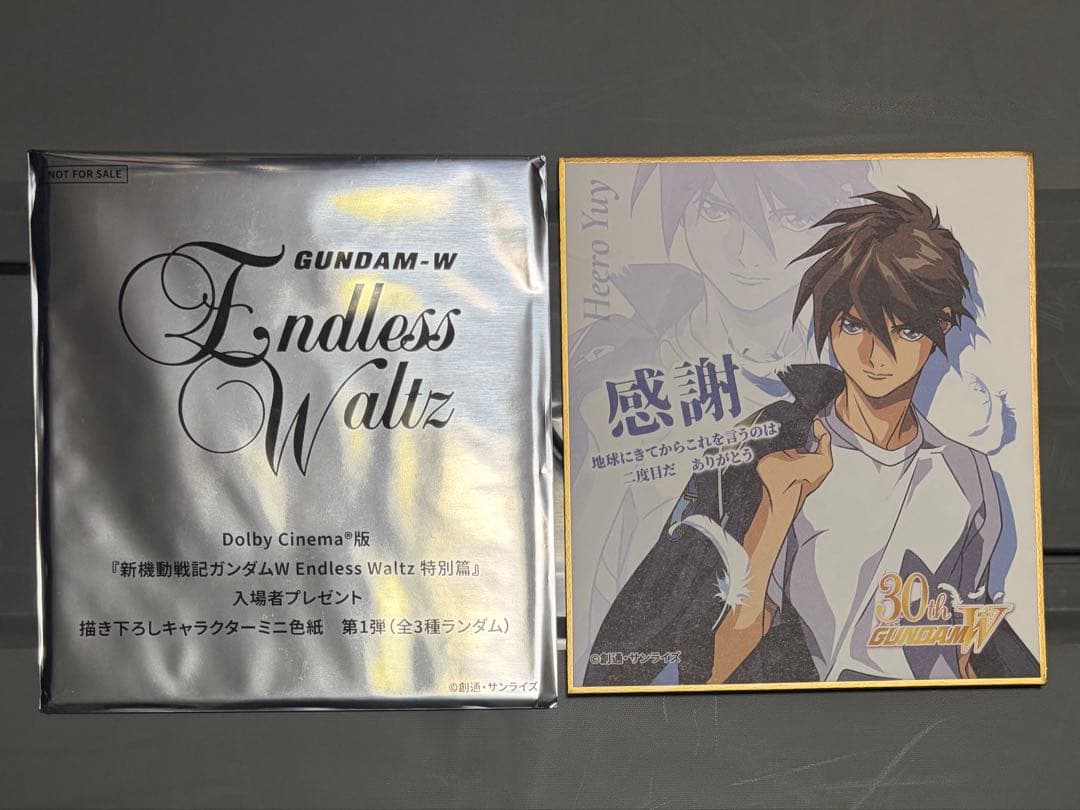 NOT FOR SALE
GUNDAM-W
Endless
Waltz
Dolby Cinema®版
『新機動戦記ガンダムW Endless Waltz 特別篇』
入場者プレゼント
描き下ろしキャラクターミニ色紙 第1弾（全3種ランダム）
©創通・サンライズ
Heero Yuy
感謝
地球にきてからこれを言うのは
二度目だ ありがとう
30th
GUNDAM W
©創通・サンライズ